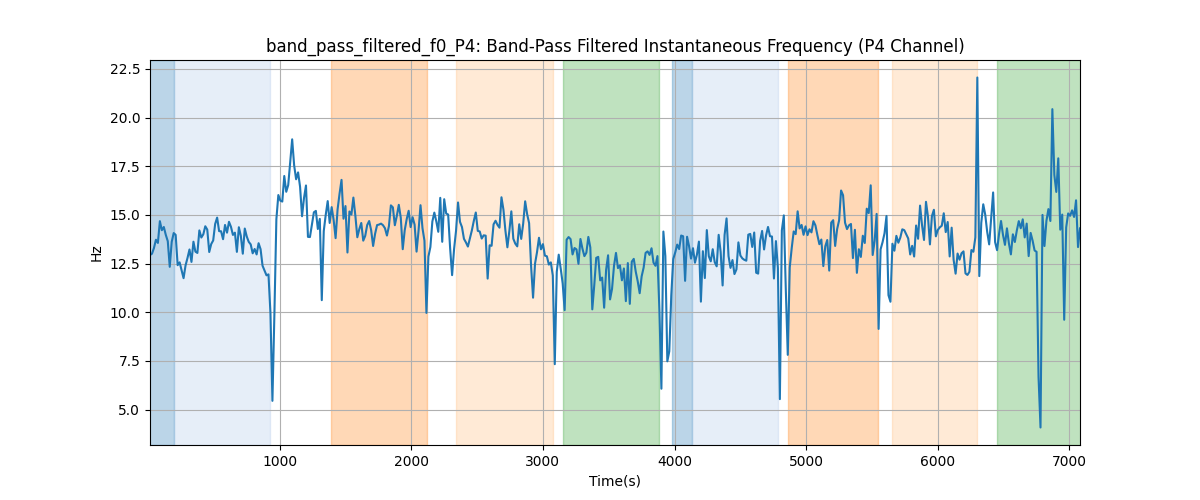 band_pass_filtered_f0_P4: Band-Pass Filtered Instantaneous Frequency (P4 Channel)
22.5
20.0
17.5
15.0
12.5
10.0
7.5
5.0
Hz
1000 2000 3000 4000 5000 6000 7000
Time(s)